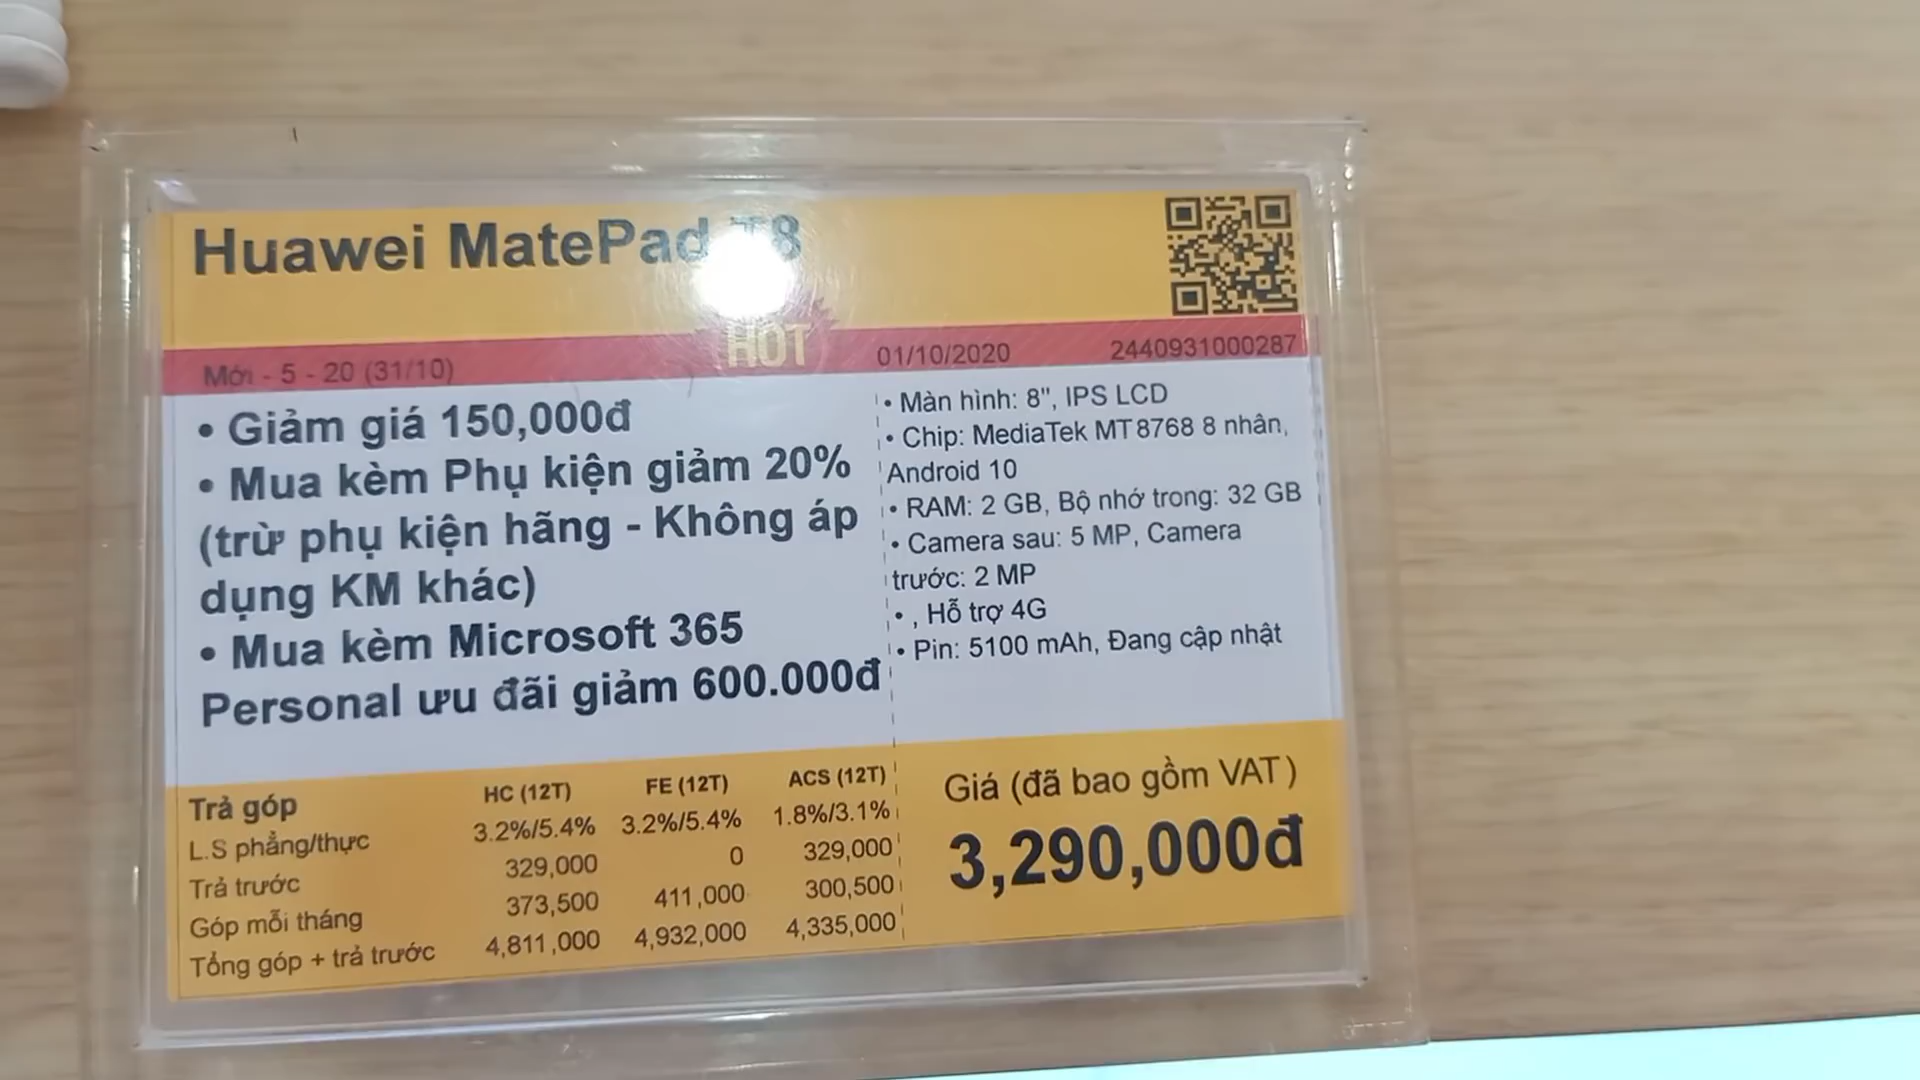 Huawei MatePad T8
HOT
Mới - 5 - 20 (31/10)
01/10/2020
2440931000287
• Giảm giá 150,000đ
• Mua kèm Phụ kiện giảm 20%
(trừ phụ kiện hãng - Không áp
dụng KM khác)
• Mua kèm Microsoft 365
Personal ưu đãi giảm 600.000đ
• Màn hình: 8", IPS LCD
• Chip: MediaTek MT8768 8 nhân,
Android 10
• RAM: 2 GB, Bộ nhớ trong: 32 GB
• Camera sau: 5 MP, Camera
trước: 2 MP
• , Hỗ trợ 4G
• Pin: 5100 mAh, Đang cập nhật
Trả góp HC (12T) FE (12T) ACS (12T)
L.S phẳng/thực 3.2%/5.4% 3.2%/5.4% 1.8%/3.1%
Trả trước 329,000 0 329,000
Góp mỗi tháng 373,500 411,000 300,500
Tổng góp + trả trước 4,811,000 4,932,000 4,335,000
Giá (đã bao gồm VAT)
3,290,000đ